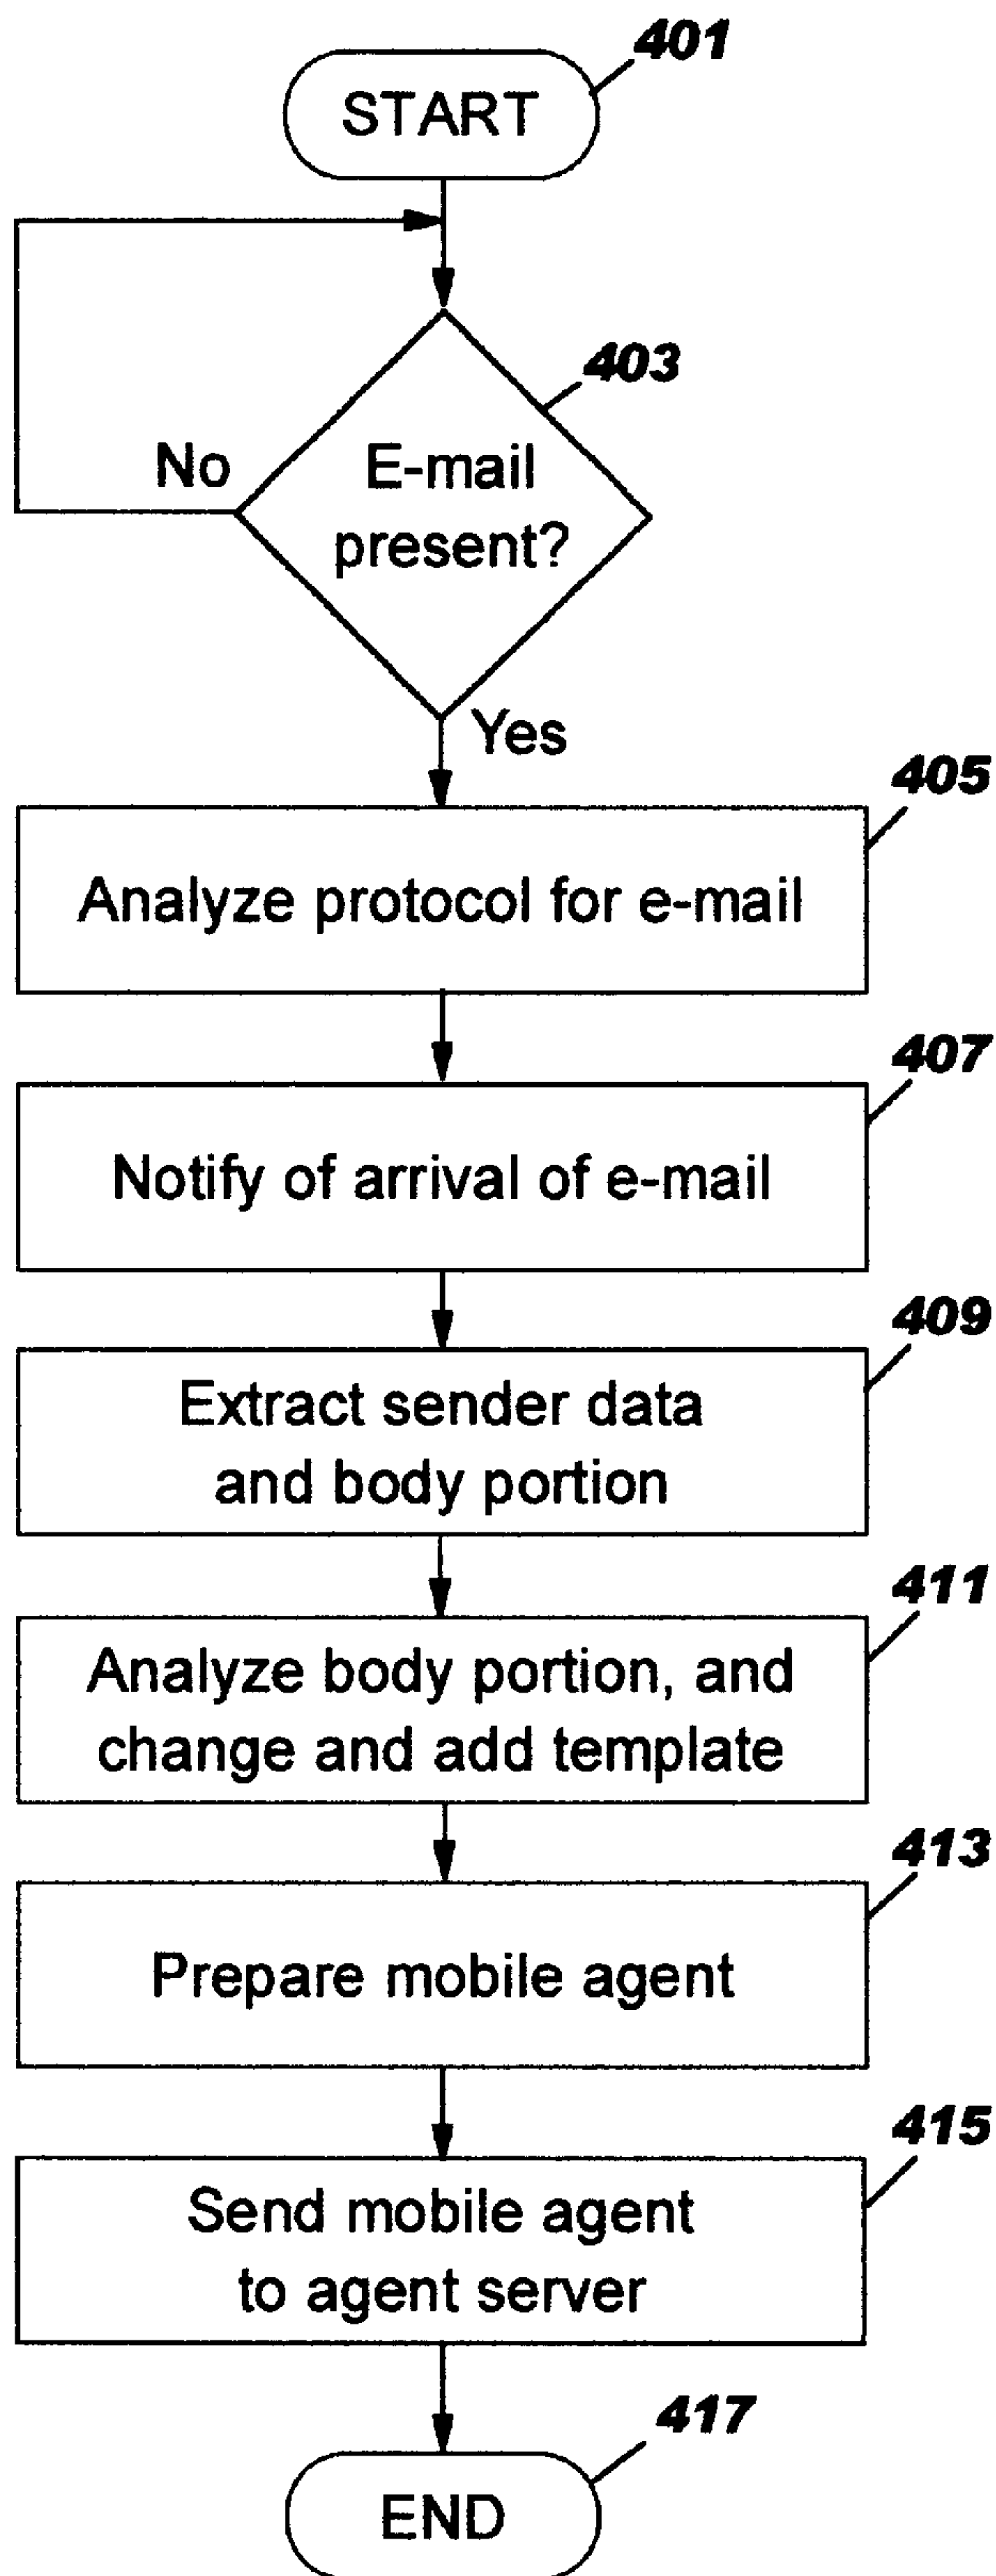 401
START
403
No
E-mail
present?
Yes
405
Analyze protocol for e-mail
407
Notify of arrival of e-mail
409
Extract sender data
and body portion
411
Analyze body portion, and
change and add template
413
Prepare mobile agent
415
Send mobile agent
to agent server
417
END